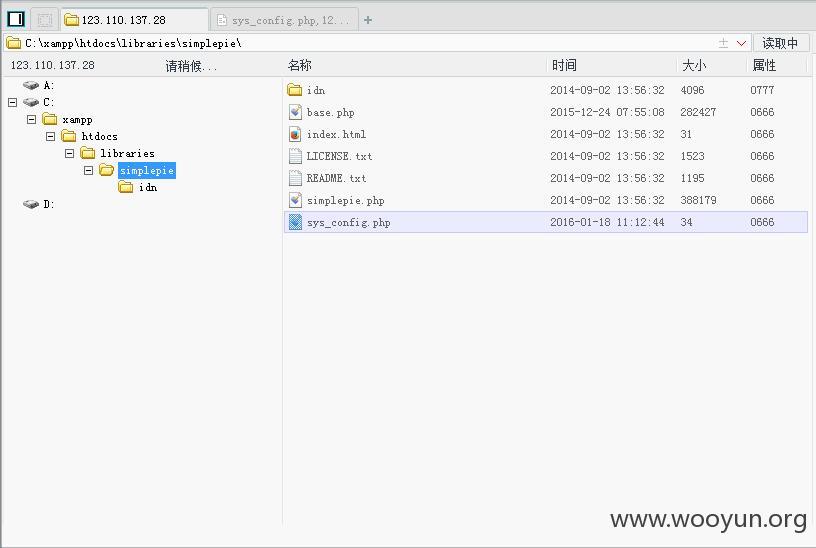 123.110.137.28 sys_config.php, 12...
C:\xampp\htdocs\libraries\simplepie\ 读取中
123.110.137.28 请稍候... 名称 时间 大小 属性
A:
C:
xampp
htdocs
libraries
simplepie
idn
D:
idn 2014-09-02 13:56:32 4096 0777
base.php 2015-12-24 07:55:08 282427 0666
index.html 2014-09-02 13:56:32 31 0666
LICENSE.txt 2014-09-02 13:56:32 1523 0666
README.txt 2014-09-02 13:56:32 1195 0666
simplepie.php 2014-09-02 13:56:32 388179 0666
sys_config.php 2016-01-18 11:12:44 34 0666
www.wooyun.org